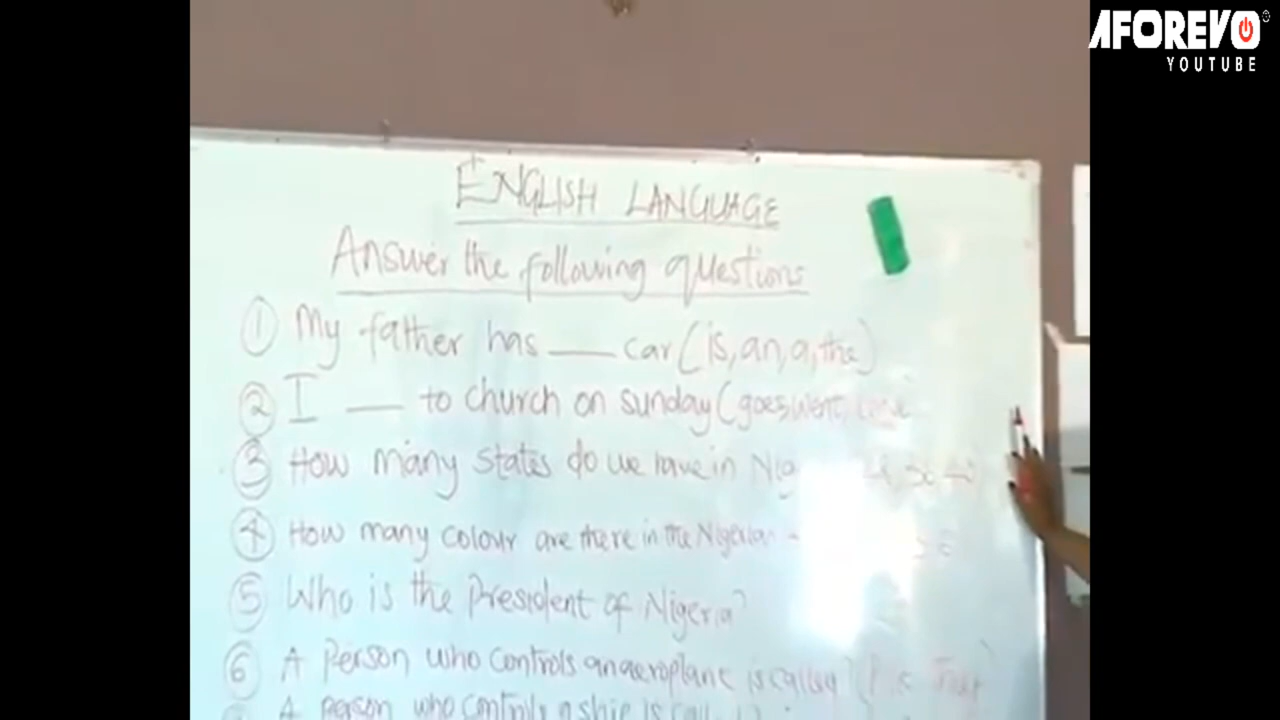 AFOREVO
YOUTUBE
ENGLISH LANGUAGE
Answer the following questions
① My father has ___ car (is, an, a, the)
② I ___ to church on sunday (goes, went,
③ How many states do we have in
④ How many colour are there in the Nigerian
⑤ Who is the President of Nigeria?
⑥ A Person who controls an aeroplane is called
A person who controls a ship is